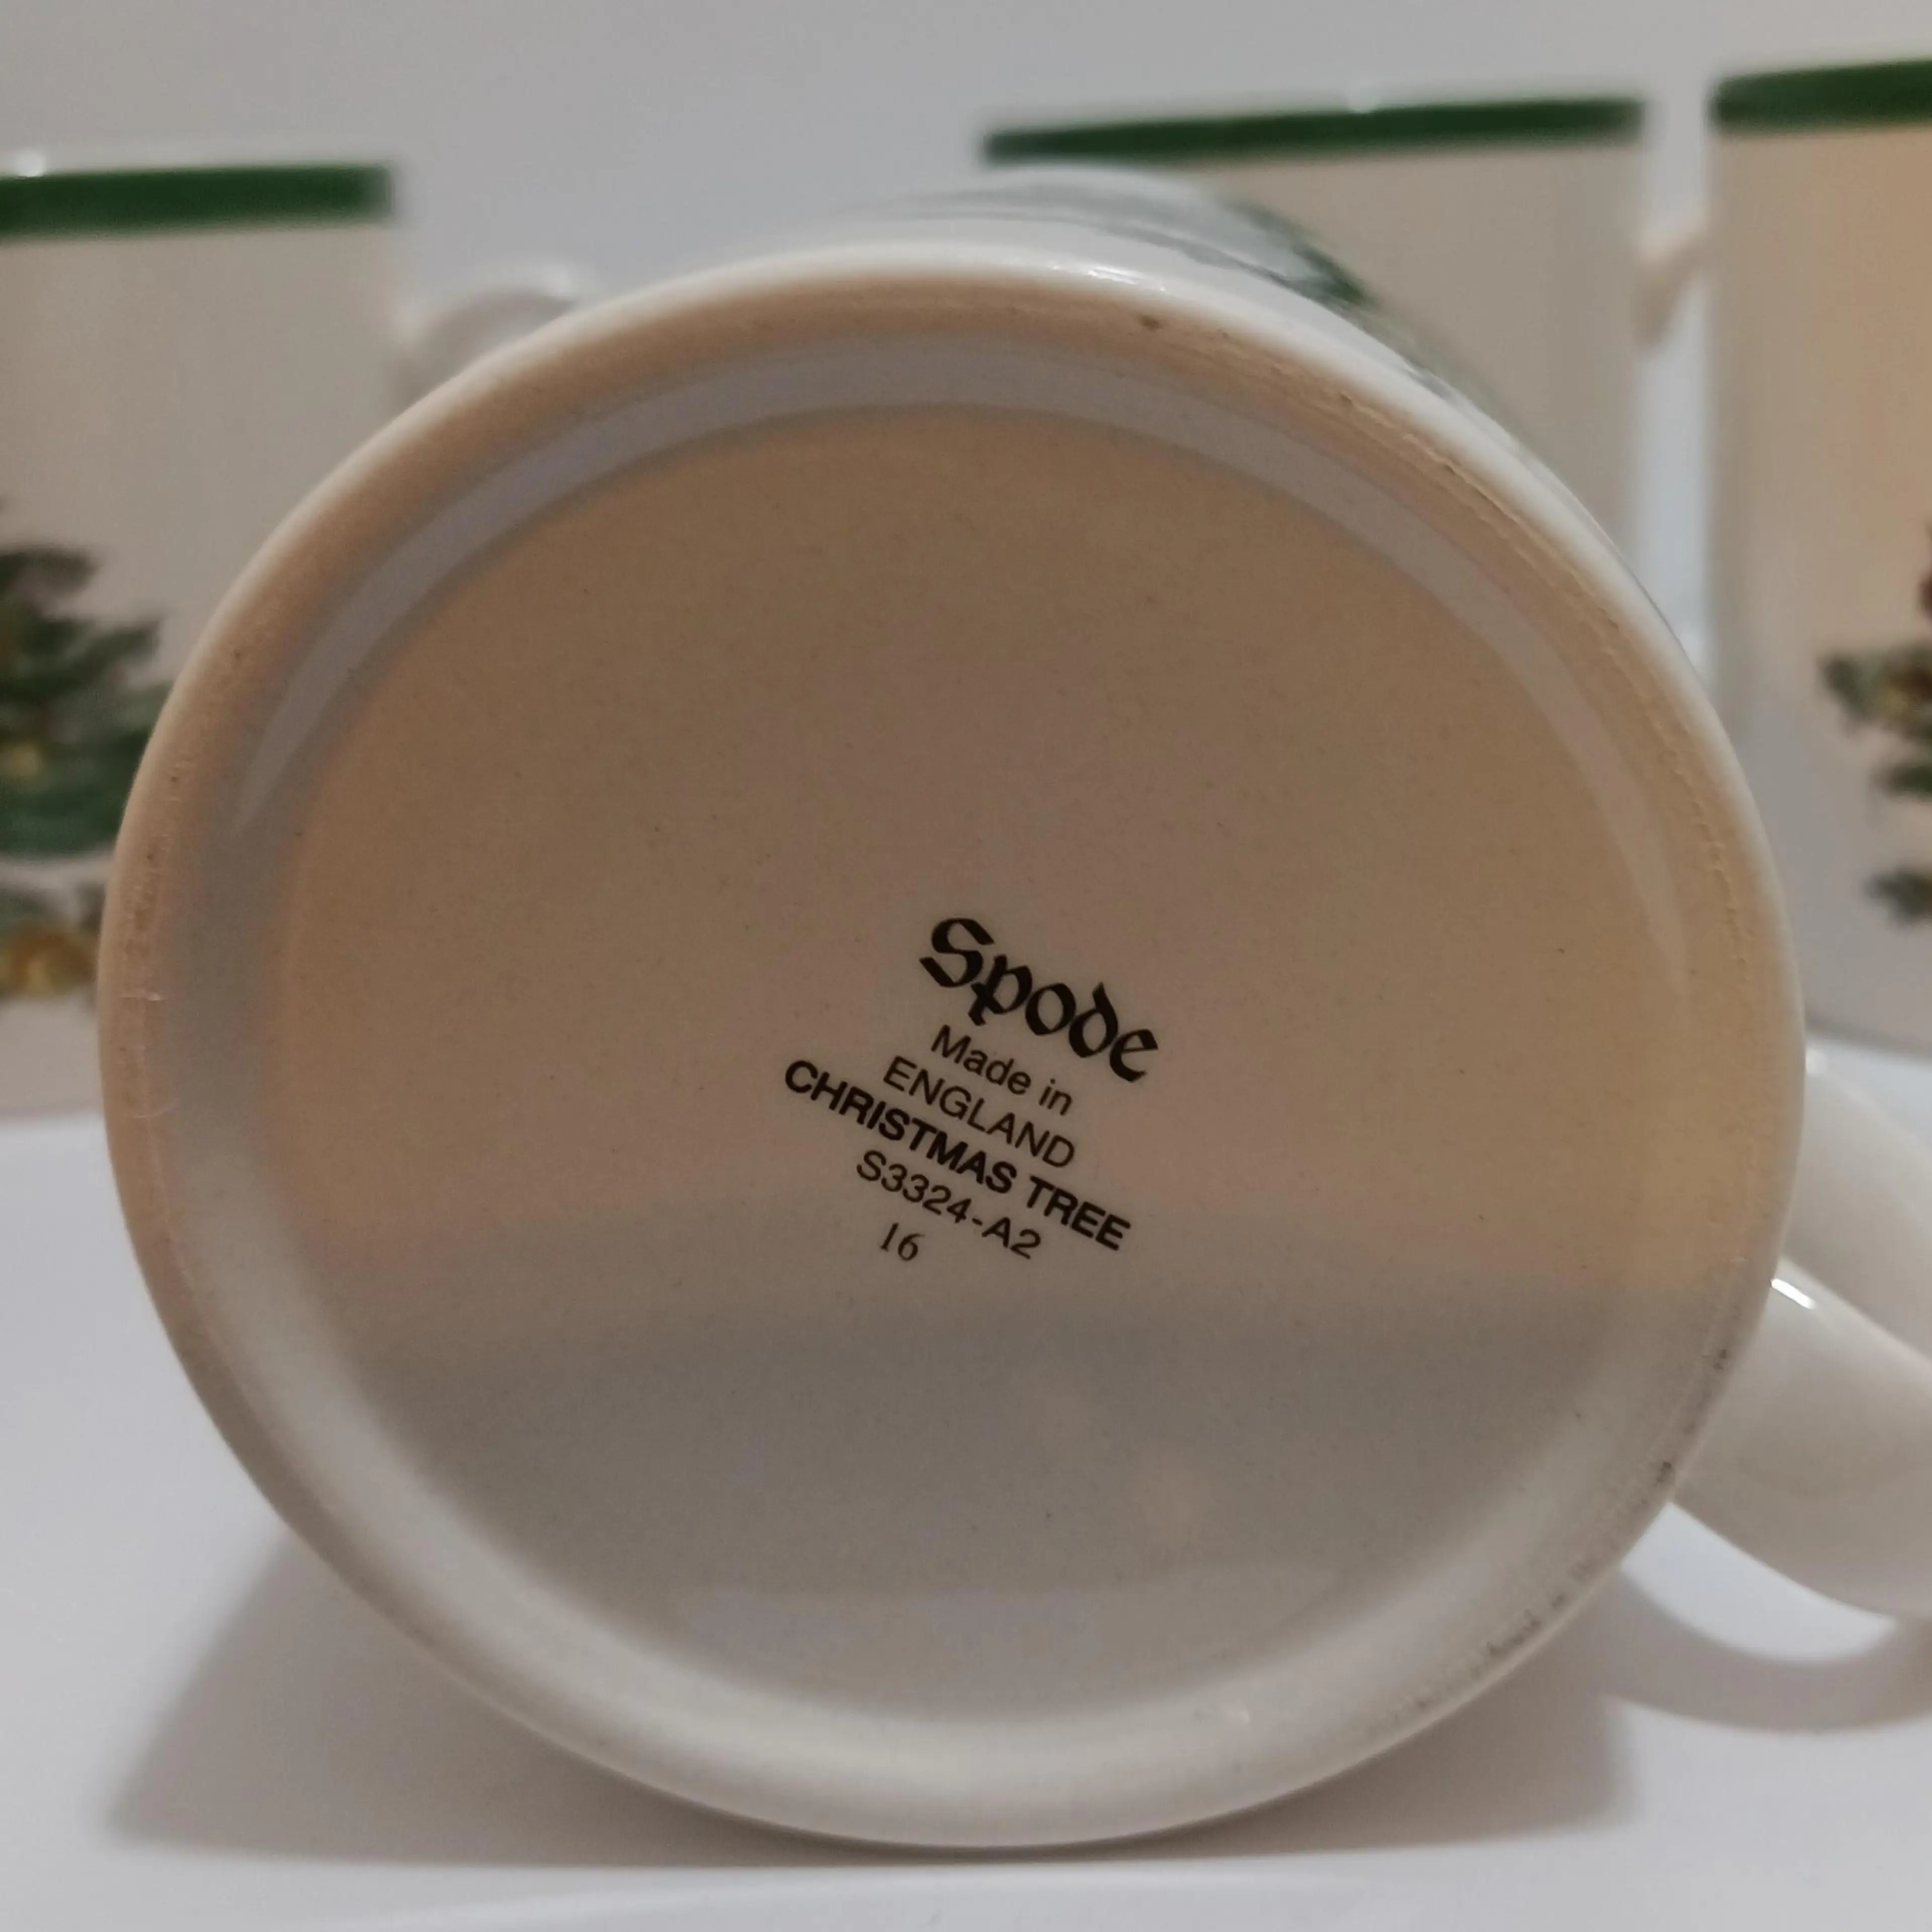 Spode
Made in
ENGLAND
CHRISTMAS TREE
S3324-A2
16